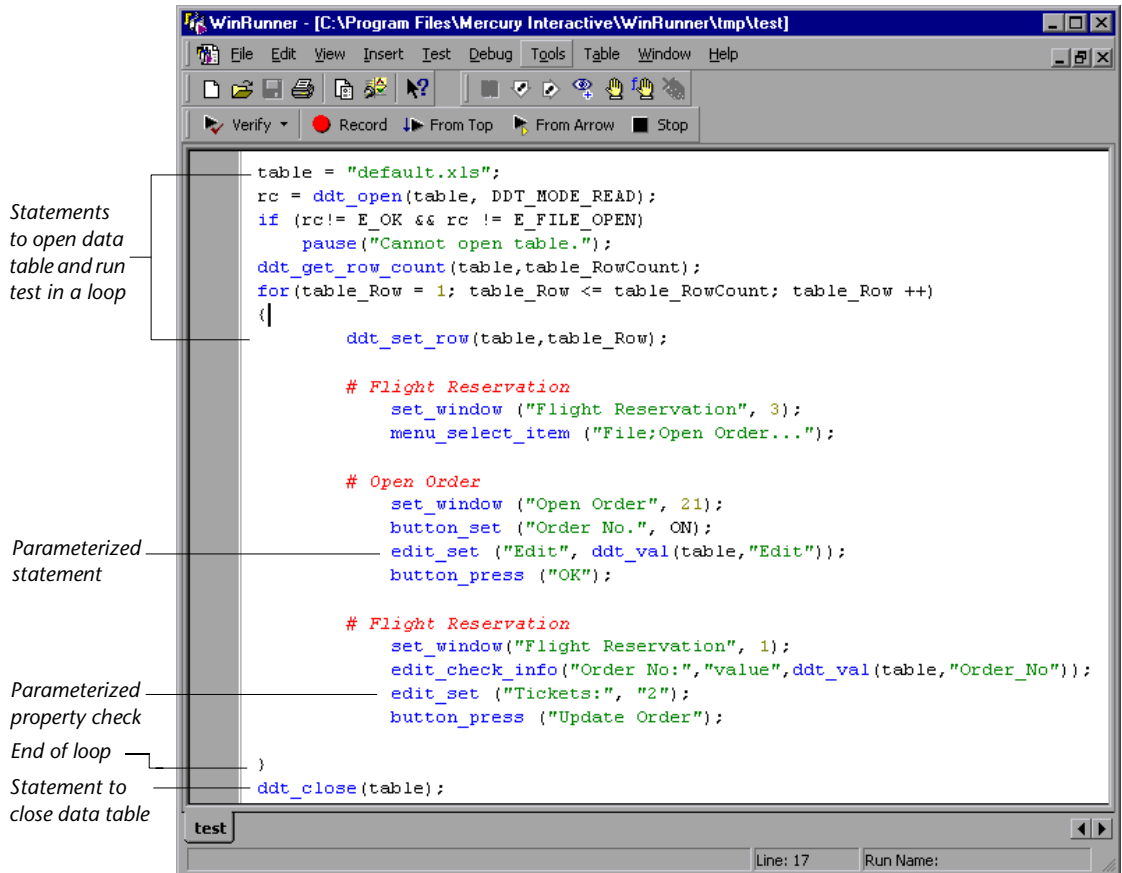 WinRunner - [C:\Program Files\Mercury Interactive\WinRunner\tmp\test]
File Edit View Insert Test Debug Tools Table Window Help
Verify Record From Top From Arrow Stop
Statements
to open data
table and run
test in a loop
table = "default.xls";
rc = ddt_open(table, DDT_MODE_READ);
if (rc!= E_OK && rc != E_FILE_OPEN)
pause("Cannot open table.");
ddt_get_row_count(table,table_RowCount);
for(table_Row = 1; table_Row <= table_RowCount; table_Row ++)
{
ddt_set_row(table,table_Row);
# Flight Reservation
set_window ("Flight Reservation", 3);
menu_select_item ("File;Open Order...");
# Open Order
set_window ("Open Order", 21);
button_set ("Order No.", ON);
Parameterized
statement
edit_set ("Edit", ddt_val(table,"Edit"));
button_press ("OK");
# Flight Reservation
set_window("Flight Reservation", 1);
edit_check_info("Order No:","value",ddt_val(table,"Order_No"));
Parameterized
property check
edit_set ("Tickets:", "2");
button_press ("Update Order");
End of loop
}
Statement to
close data table
ddt_close(table);
test
Line: 17 Run Name: